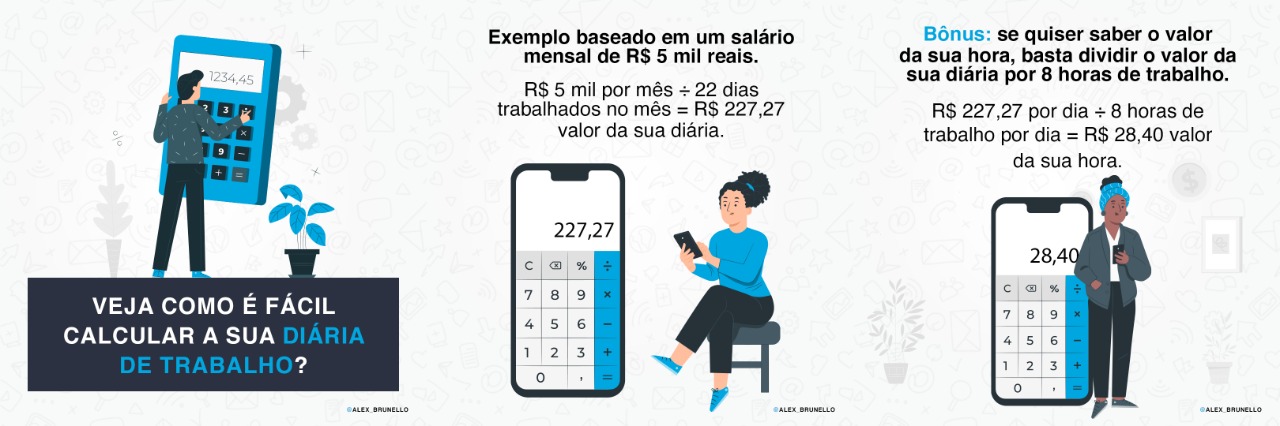 1234,45
2 3
×
9
+ =
%
VEJA COMO É FÁCIL
CALCULAR A SUA DIÁRIA
DE TRABALHO?
@ALEX_BRUNELLO
Exemplo baseado em um salário
mensal de R$ 5 mil reais.
R$ 5 mil por mês ÷ 22 dias
trabalhados no mês = R$ 227,27
valor da sua diária.
227,27
C % ÷
7 8 9 ×
4 5 6 −
1 2 3 +
0 , =
@ALEX_BRUNELLO
Bônus: se quiser saber o valor
da sua hora, basta dividir o valor da
sua diária por 8 horas de trabalho.
R$ 227,27 por dia ÷ 8 horas de
trabalho por dia = R$ 28,40 valor
da sua hora.
$
28,40
C % ÷
7 8 9
4 5 6
1 2 3 +
0 , =
@ALEX_BRUNELLO